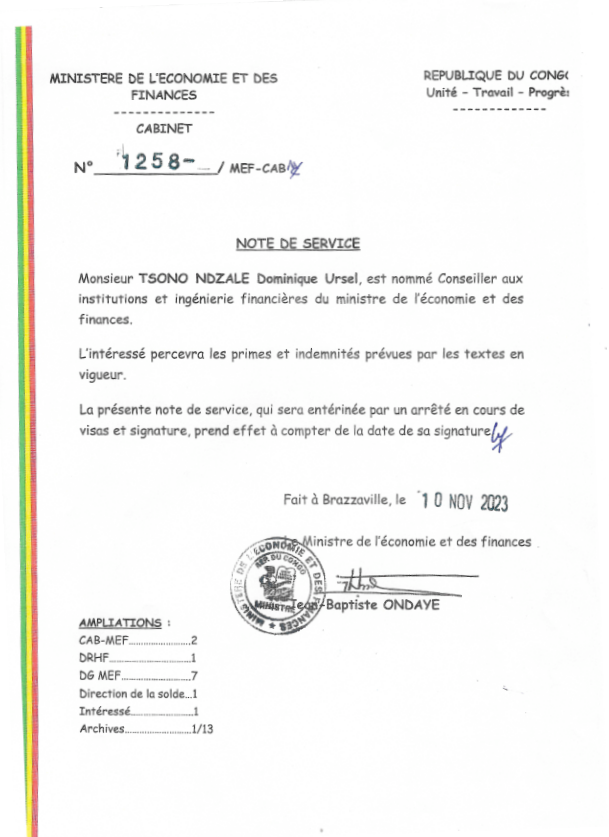 MINISTERE DE L'ECONOMIE ET DES
FINANCES
--------------
CABINET
N° 1258- / MEF-CAB
REPUBLIQUE DU CONG
Unité – Travail – Progrè
-------------
NOTE DE SERVICE
Monsieur TSONO NDZALE Dominique Ursel, est nommé Conseiller aux
institutions et ingénierie financières du ministre de l'économie et des
finances.
L'intéressé percevra les primes et indemnités prévues par les textes en
vigueur.
La présente note de service, qui sera entérinée par un arrêté en cours de
visas et signature, prend effet à compter de la date de sa signature
Fait à Brazzaville, le 10 NOV 2023
Ministre de l'économie et des finances
MINISTERE DE L'ECONOMIE ET DES FINANCES
REP. DU CONGO
MINISTRE
Jean-Baptiste ONDAYE
AMPLIATIONS :
CAB-MEF........................2
DRHF...............................1
DG MEF...........................7
Direction de la solde...1
Intéressé........................1
Archives..........................1/13